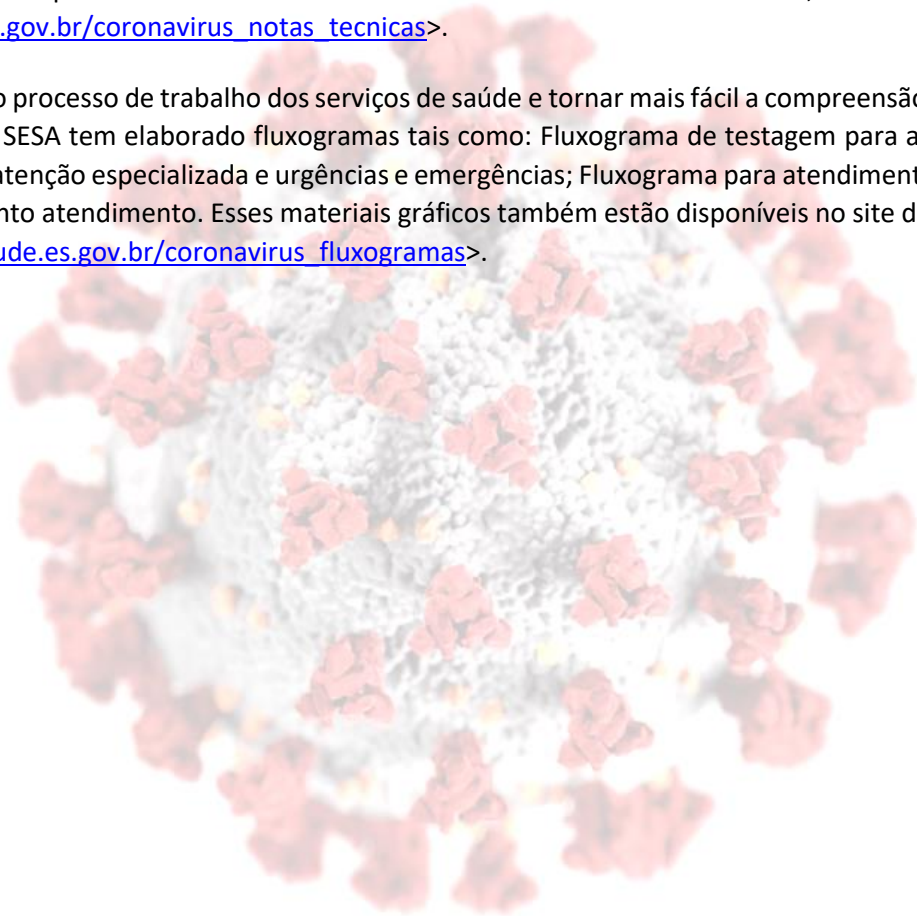 .gov.br/coronavirus_notas_tecnicas>.
o processo de trabalho dos serviços de saúde e tornar mais fácil a compreensão
SESA tem elaborado fluxogramas tais como: Fluxograma de testagem para a
atenção especializada e urgências e emergências; Fluxograma para atendiment
nto atendimento. Esses materiais gráficos também estão disponíveis no site d
ude.es.gov.br/coronavirus_fluxogramas>.